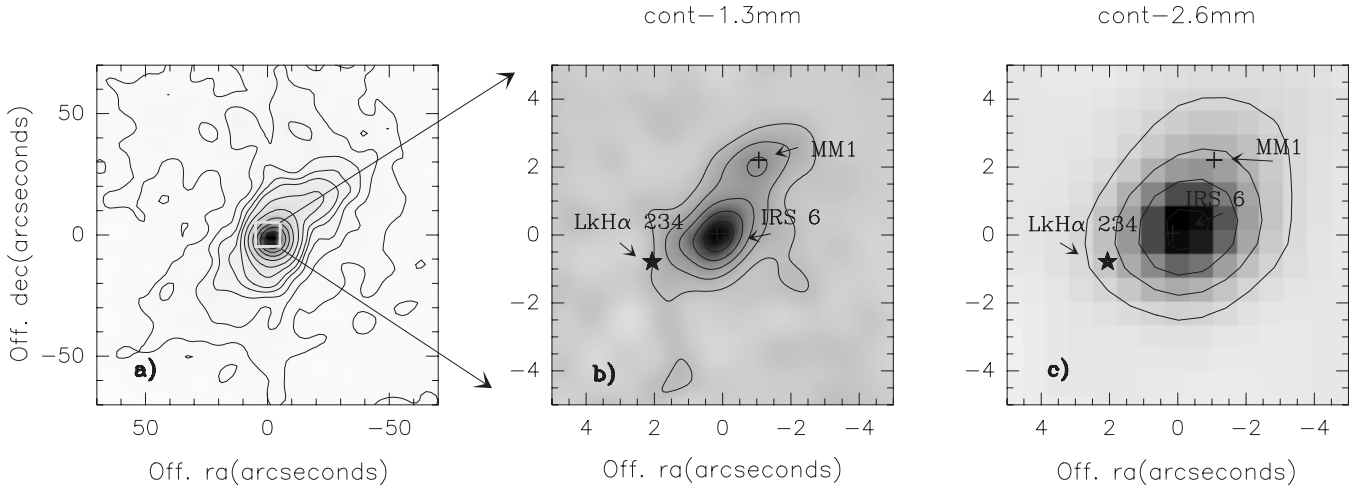 cont−1.3mm
cont−2.6mm
Off. dec(arcseconds)
50
0
−50
a)
50
0
−50
Off. ra(arcseconds)
4
2
0
−2
−4
MM1
IRS 6
LkHα 234
b)
4
2
0
−2
−4
Off. ra(arcseconds)
4
2
0
−2
−4
MM1
IRS 6
LkHα 234
c)
4
2
0
−2
−4
Off. ra(arcseconds)